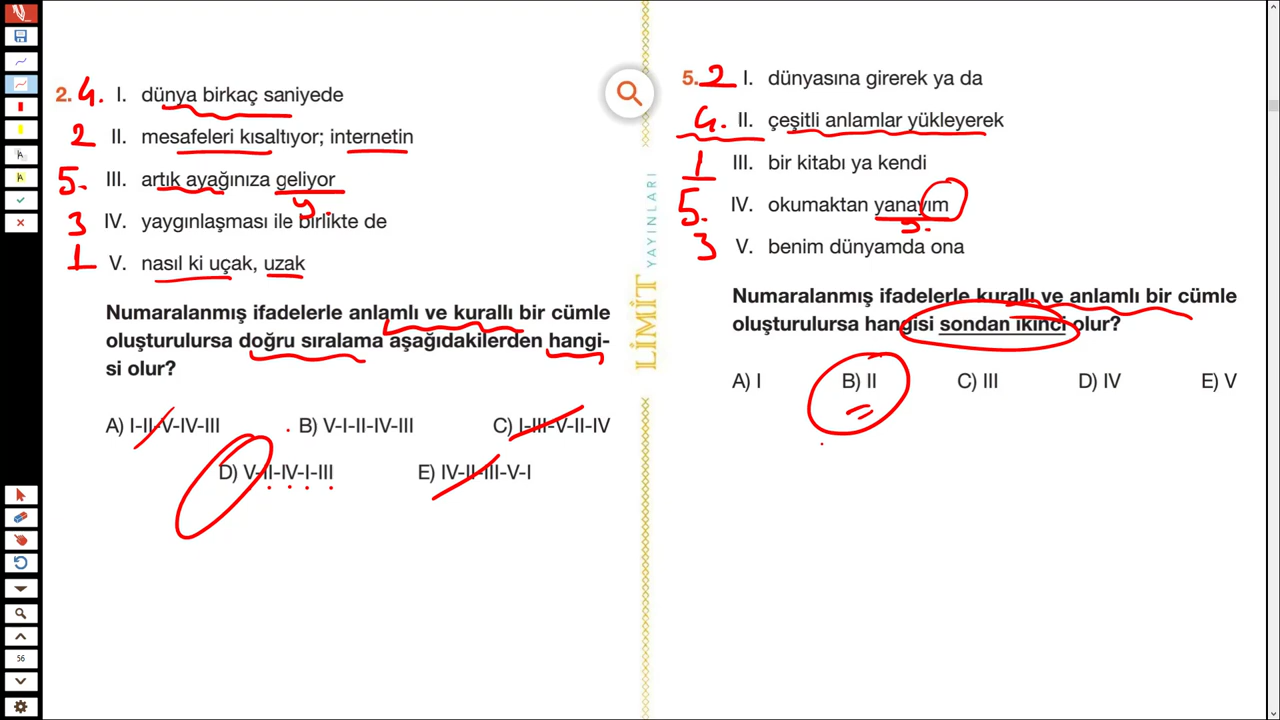 2. 4. I. dünya birkaç saniyede
2 II. mesafeleri kısaltıyor; internetin
5. III. artık ayağınıza geliyor
y.
3 IV. yaygınlaşması ile birlikte de
1 V. nasıl ki uçak, uzak
Numaralanmış ifadelerle anlamlı ve kurallı bir cümle
oluşturulursa doğru sıralama aşağıdakilerden hangi-
si olur?
A) I-II-V-IV-III
B) V-I-II-IV-III
C) I-III-V-II-IV
D) V-II-IV-I-III
E) IV-II-III-V-I
LİMİT YAYINLARI
5. 2 I. dünyasına girerek ya da
4. II. çeşitli anlamlar yükleyerek
1 III. bir kitabı ya kendi
5. IV. okumaktan yanayım
3 V. benim dünyamda ona
Numaralanmış ifadelerle kurallı ve anlamlı bir cümle
oluşturulursa hangisi sondan ikinci olur?
A) I
B) II
C) III
D) IV
E) V
56